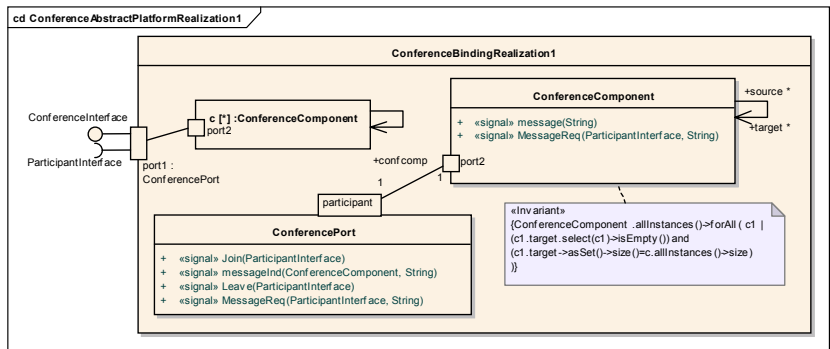 cd ConferenceAbstractPlatformRealization1
ConferenceBindingRealization1
ConferenceInterface
ParticipantInterface
port1 :
ConferencePort
c [*] :ConferenceComponent
port2
ConferenceComponent
+ «signal» message(String)
+ «signal» MessageReq(ParticipantInterface, String)
+source *
+target *
+confcomp
1
port2
1
participant
ConferencePort
+ «signal» Join(ParticipantInterface)
+ «signal» messageInd(ConferenceComponent, String)
+ «signal» Leave(ParticipantInterface)
+ «signal» MessageReq(ParticipantInterface, String)
«Invariant»
{ConferenceComponent .allInstances()->forAll( c1 |
(c1.target.select(c1)->isEmpty()) and
(c1.target->asSet()->size()=c.allInstances()->size)
)}